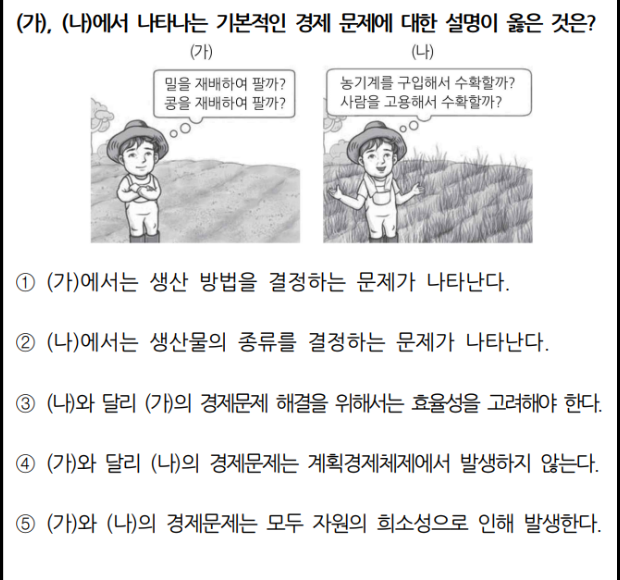 (가), (나)에서 나타나는 기본적인 경제 문제에 대한 설명이 옳은 것은?
(가)
밀을 재배하여 팔까?
콩을 재배하여 팔까?
(나)
농기계를 구입해서 수확할까?
사람을 고용해서 수확할까?
① (가)에서는 생산 방법을 결정하는 문제가 나타난다.
② (나)에서는 생산물의 종류를 결정하는 문제가 나타난다.
③ (나)와 달리 (가)의 경제문제 해결을 위해서는 효율성을 고려해야 한다.
④ (가)와 달리 (나)의 경제문제는 계획경제체제에서 발생하지 않는다.
⑤ (가)와 (나)의 경제문제는 모두 자원의 희소성으로 인해 발생한다.